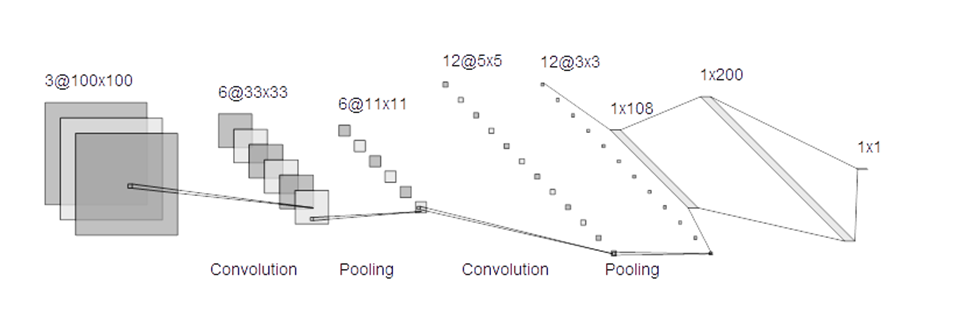 3@100x100
6@33x33
6@11x11
12@5x5
12@3x3
1x108
1x200
1x1
Convolution
Pooling
Convolution
Pooling